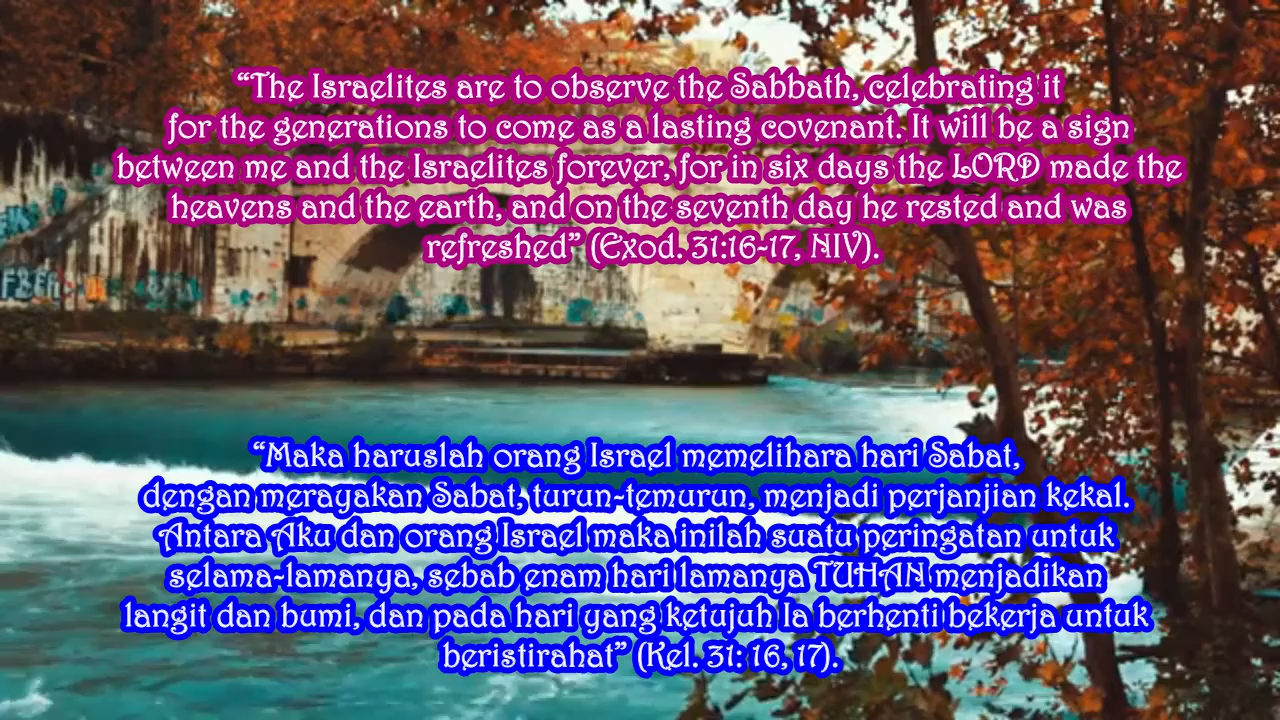 “The Israelites are to observe the Sabbath, celebrating it
for the generations to come as a lasting covenant. It will be a sign
between me and the Israelites forever, for in six days the LORD made the
heavens and the earth, and on the seventh day he rested and was
refreshed” (Exod. 31:16-17, NIV).
“Maka haruslah orang Israel memelihara hari Sabat,
dengan merayakan Sabat, turun-temurun, menjadi perjanjian kekal.
Antara Aku dan orang Israel maka inilah suatu peringatan untuk
selama-lamanya, sebab enam hari lamanya TUHAN menjadikan
langit dan bumi, dan pada hari yang ketujuh Ia berhenti bekerja untuk
beristirahat” (Kel. 31: 16, 17).